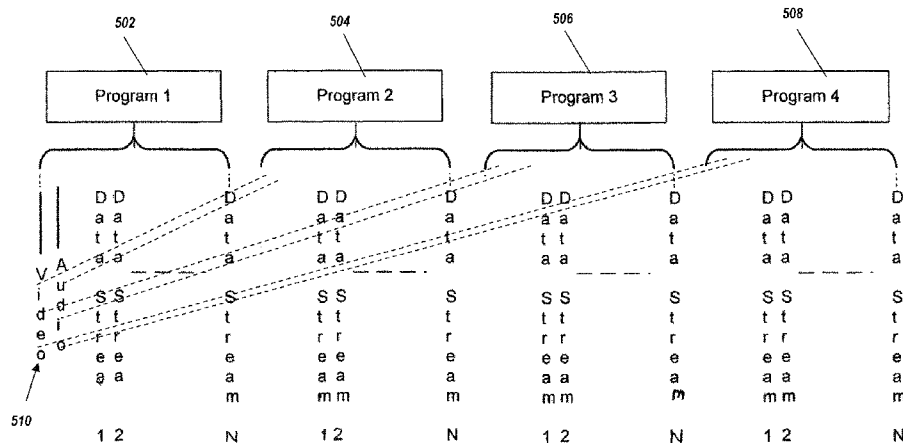 502
504
506
508
Program 1
Program 2
Program 3
Program 4
Video
Audio
Data Strea 1
Data Strea 2
Data Stream N
Data Stream 1
Data Stream 2
Data Stream N
Data Stream 1
Data Stream 2
Data Stream N
Data Stream 1
Data Stream 2
Data Stream N
510